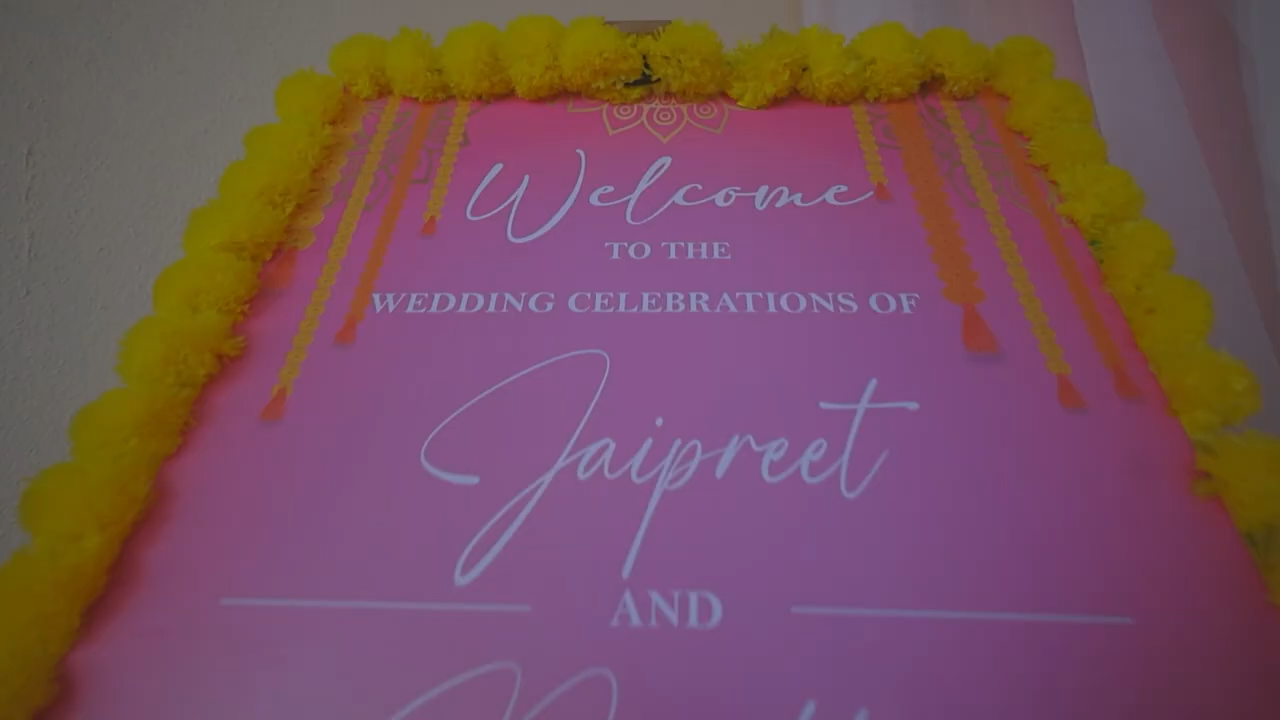 Welcome
TO THE
WEDDING CELEBRATIONS OF
Jaipreet
AND